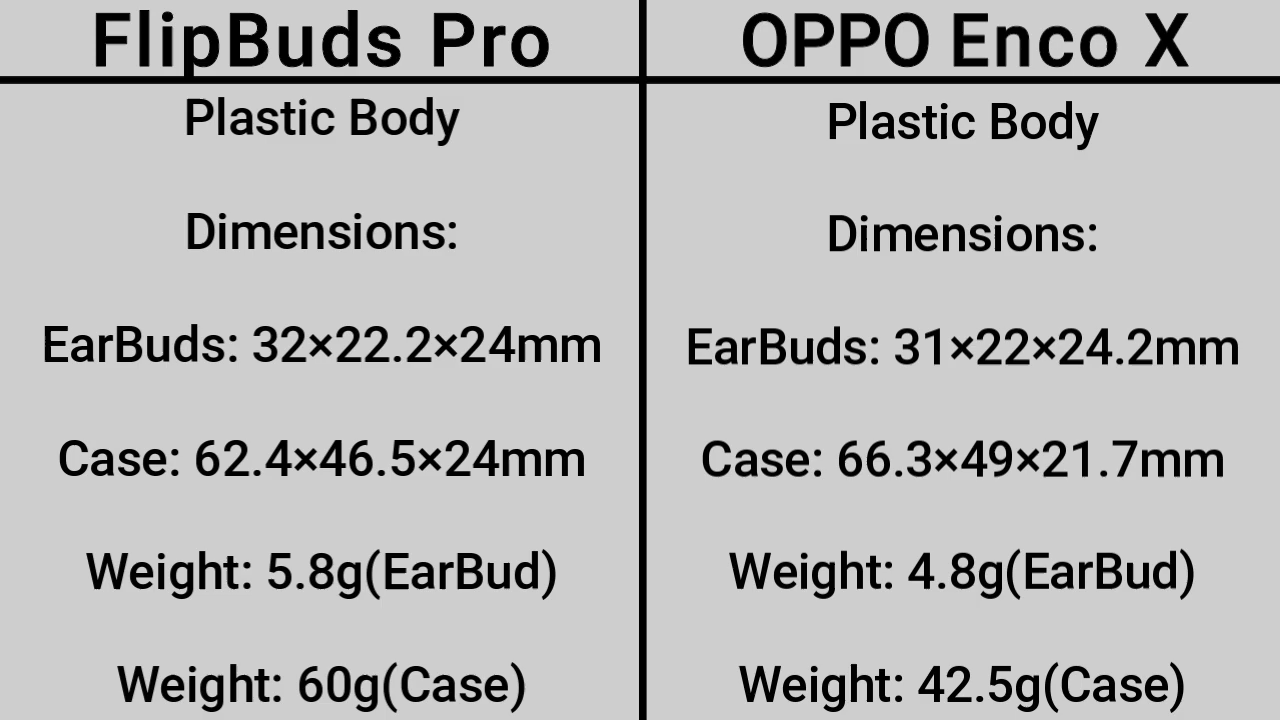 FlipBuds Pro
Plastic Body
Dimensions:
EarBuds: 32×22.2×24mm
Case: 62.4×46.5×24mm
Weight: 5.8g(EarBud)
Weight: 60g(Case)
OPPO Enco X
Plastic Body
Dimensions:
EarBuds: 31×22×24.2mm
Case: 66.3×49×21.7mm
Weight: 4.8g(EarBud)
Weight: 42.5g(Case)